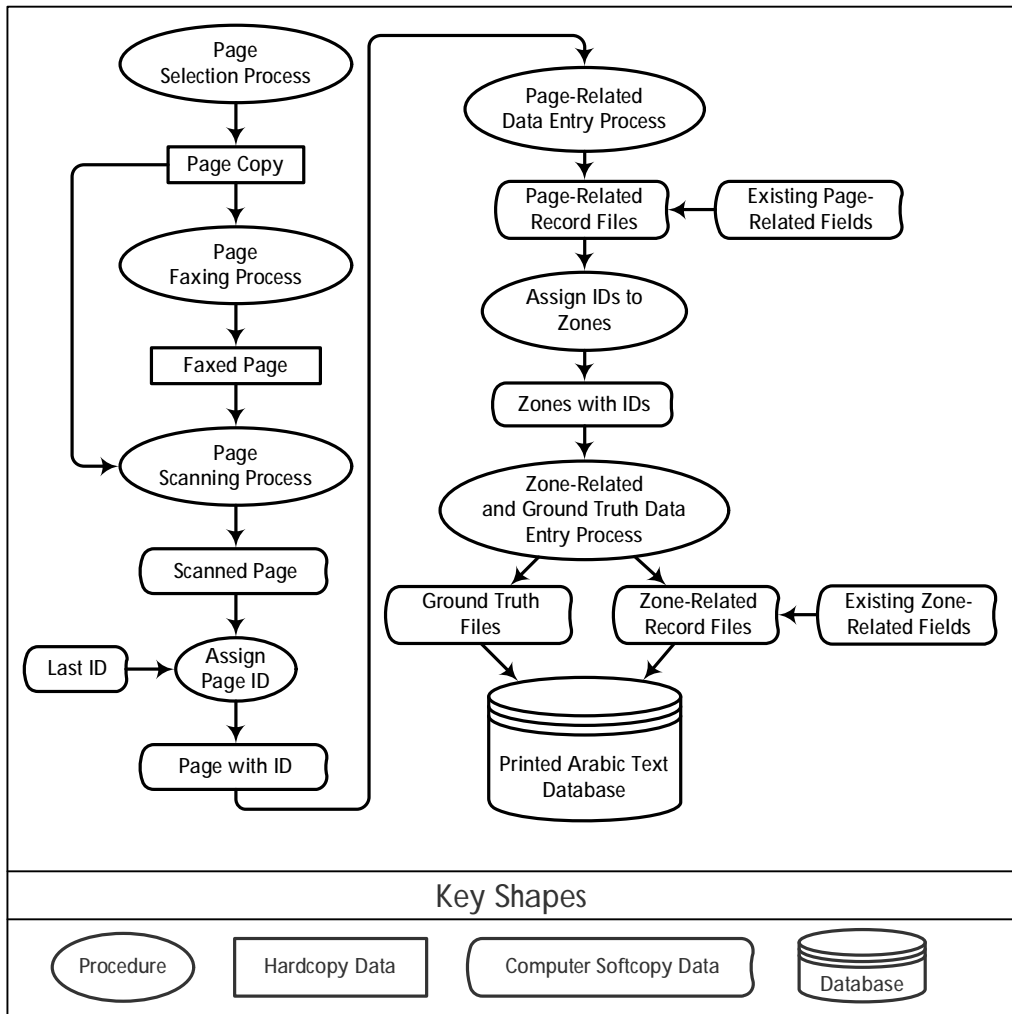 Page
Selection Process
Page Copy
Page
Faxing Process
Faxed Page
Page
Scanning Process
Scanned Page
Last ID
Assign
Page ID
Page with ID
Page-Related
Data Entry Process
Page-Related
Record Files
Existing Page-
Related Fields
Assign IDs to
Zones
Zones with IDs
Zone-Related
and Ground Truth Data
Entry Process
Ground Truth
Files
Zone-Related
Record Files
Existing Zone-
Related Fields
Printed Arabic Text
Database
Key Shapes
Procedure
Hardcopy Data
Computer Softcopy Data
Database